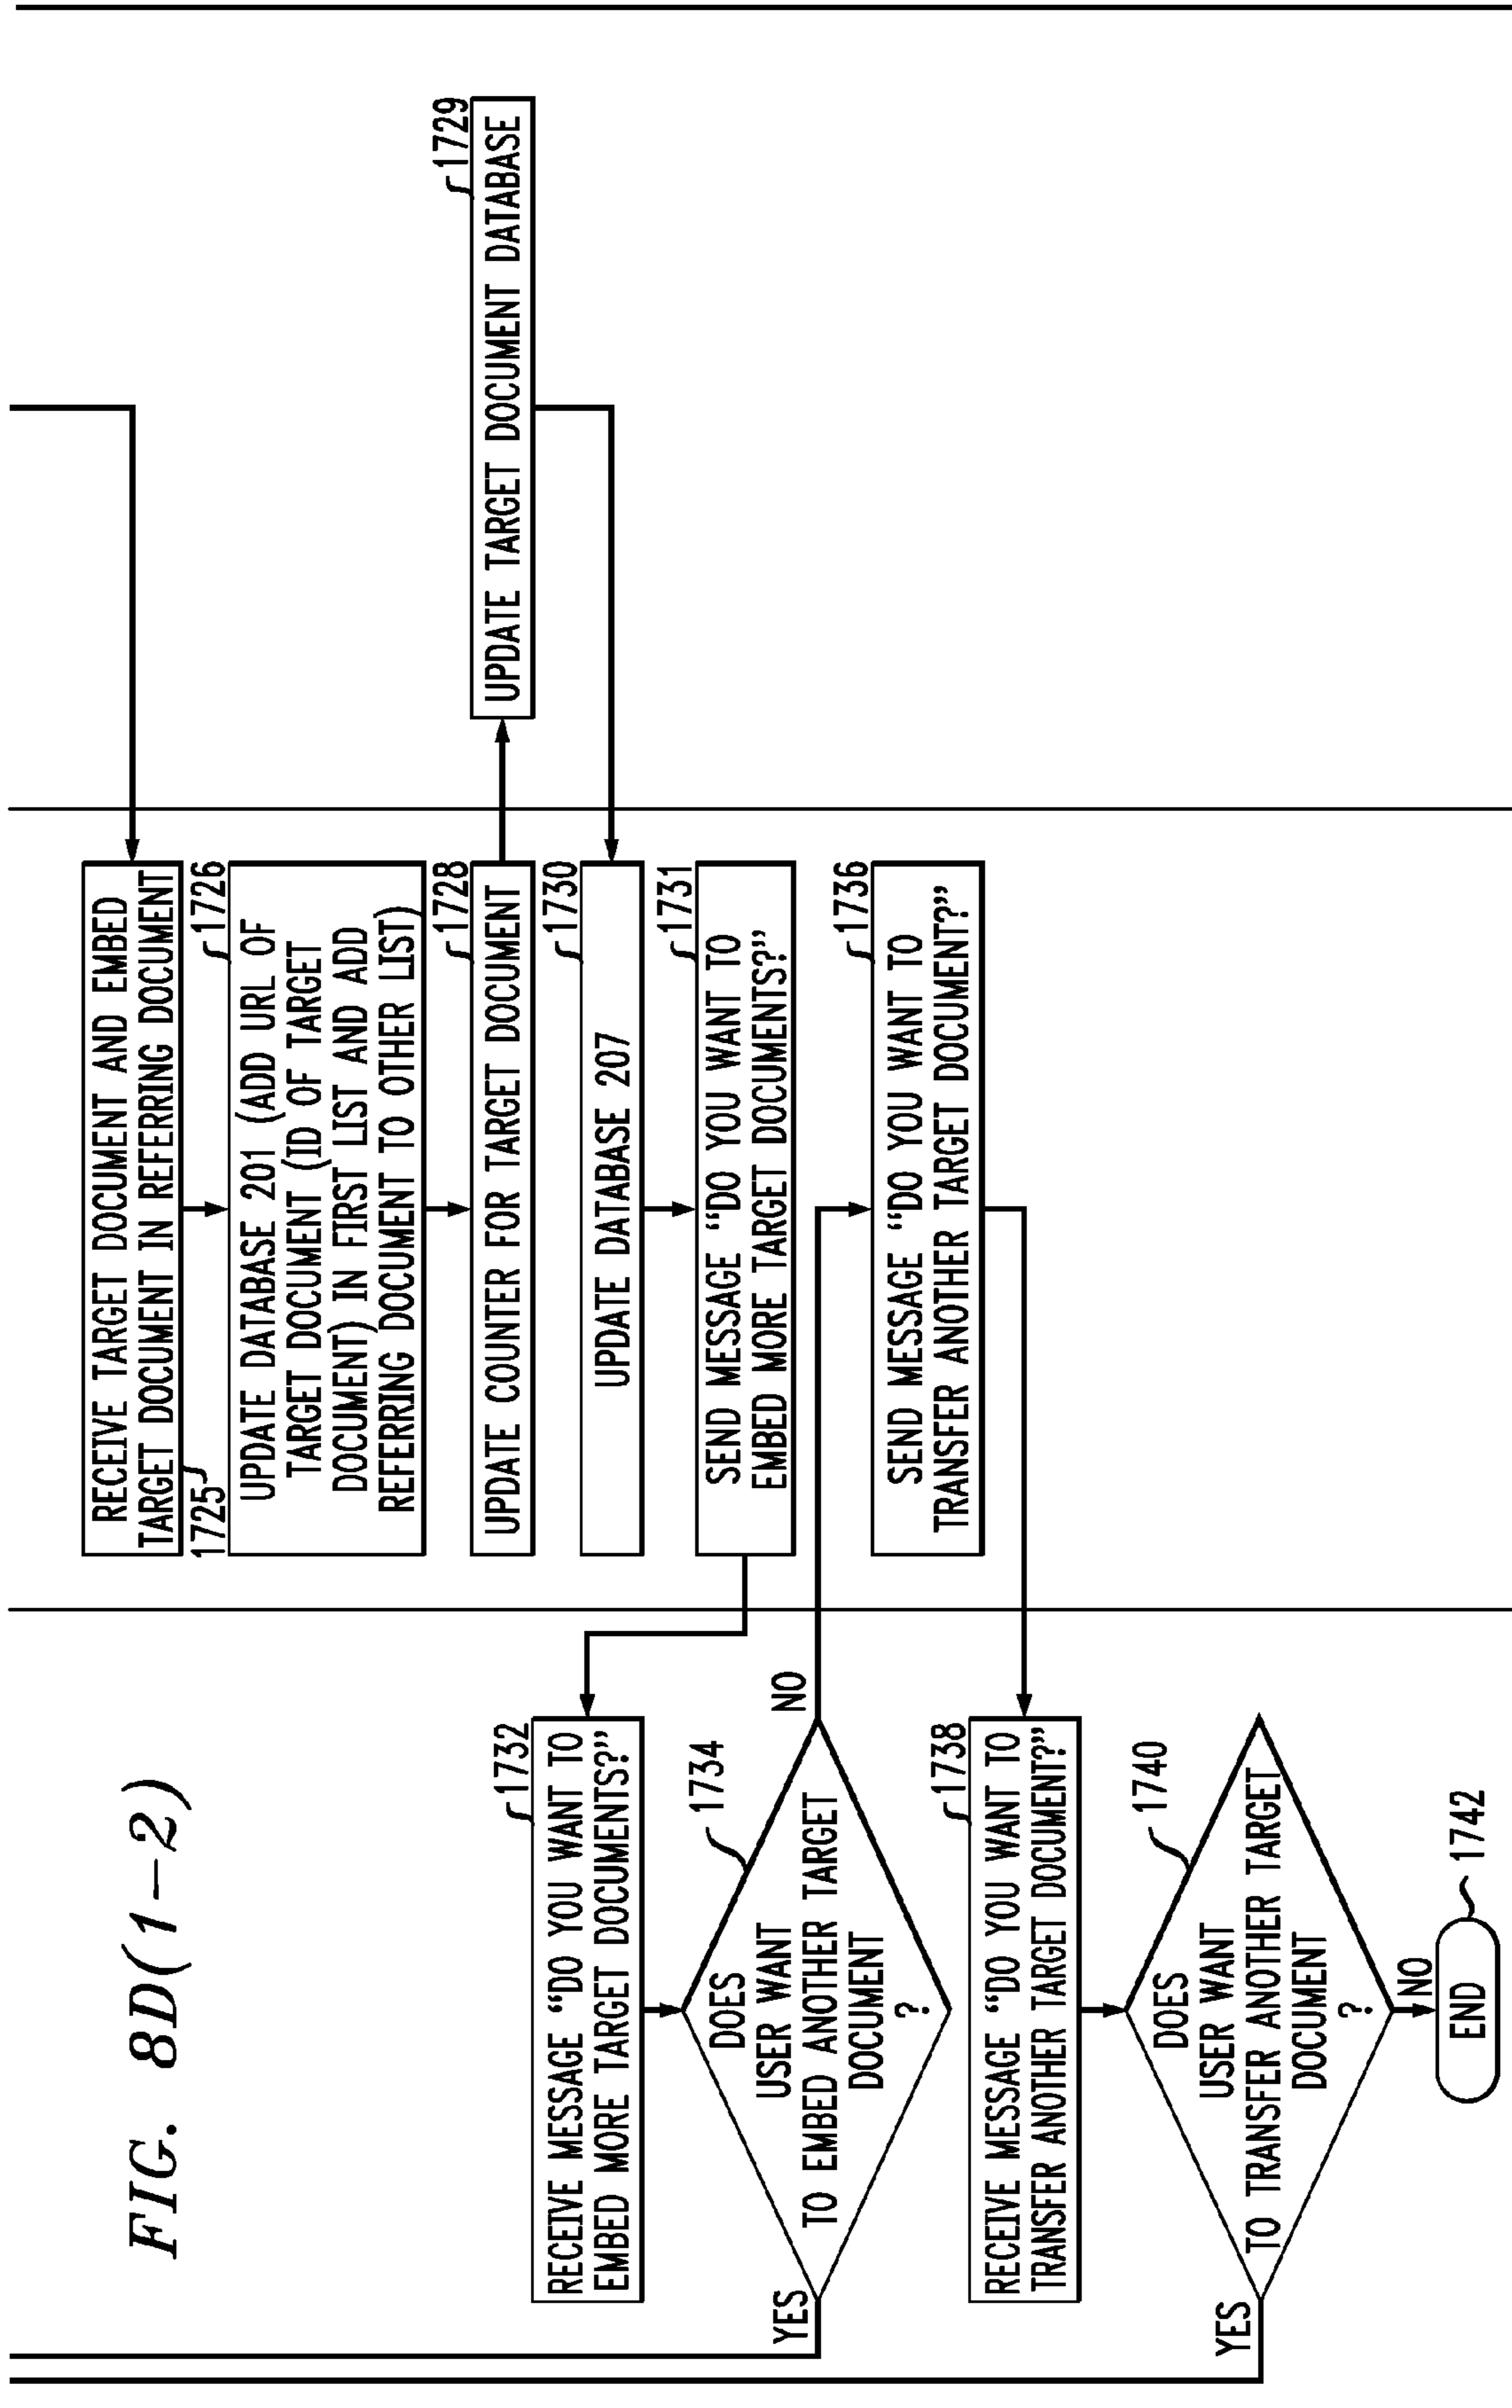 FIG. 8D(1-2)
RECEIVE TARGET DOCUMENT AND EMBED
TARGET DOCUMENT IN REFERRING DOCUMENT
1725
1726
UPDATE DATABASE 201 (ADD URL OF
TARGET DOCUMENT (ID OF TARGET
DOCUMENT) IN FIRST LIST AND ADD
REFERRING DOCUMENT TO OTHER LIST)
1728
UPDATE COUNTER FOR TARGET DOCUMENT
1729
UPDATE TARGET DOCUMENT DATABASE
1730
UPDATE DATABASE 207
1731
SEND MESSAGE “DO YOU WANT TO
EMBED MORE TARGET DOCUMENTS?”
1732
RECEIVE MESSAGE “DO YOU WANT TO
EMBED MORE TARGET DOCUMENTS?”
1734
DOES
USER WANT
TO EMBED ANOTHER TARGET
DOCUMENT
?
YES
NO
1736
SEND MESSAGE “DO YOU WANT TO
TRANSFER ANOTHER TARGET DOCUMENT?”
1738
RECEIVE MESSAGE “DO YOU WANT TO
TRANSFER ANOTHER TARGET DOCUMENT?”
1740
DOES
USER WANT
TO TRANSFER ANOTHER TARGET
DOCUMENT
?
YES
NO
END
1742